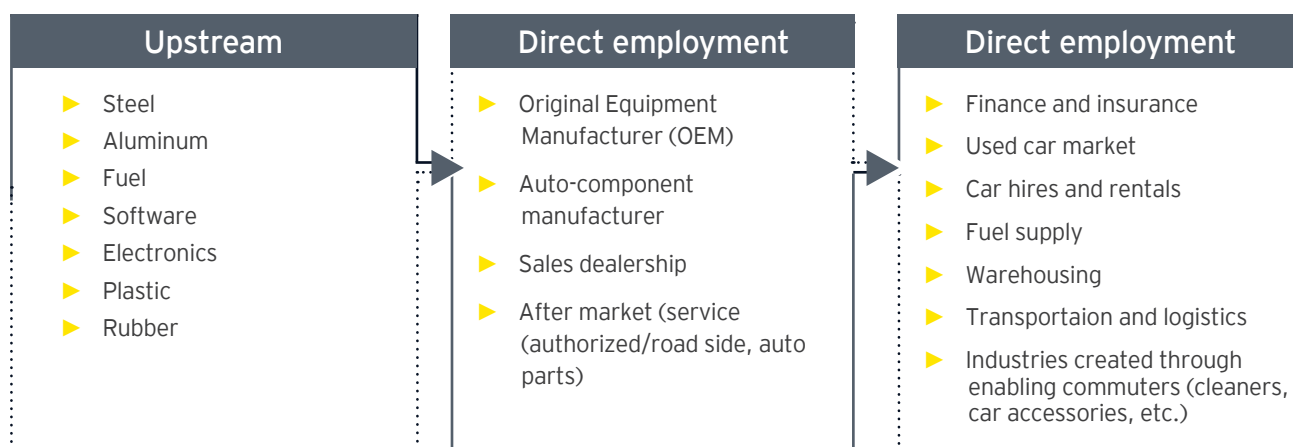 Upstream
Steel
Aluminum
Fuel
Software
Electronics
Plastic
Rubber
Direct employment
Original Equipment
Manufacturer (OEM)
Auto-component
manufacturer
Sales dealership
After market (service
(authorized/road side, auto
parts)
Direct employment
Finance and insurance
Used car market
Car hires and rentals
Fuel supply
Warehousing
Transportaion and logistics
Industries created through
enabling commuters (cleaners,
car accessories, etc.)